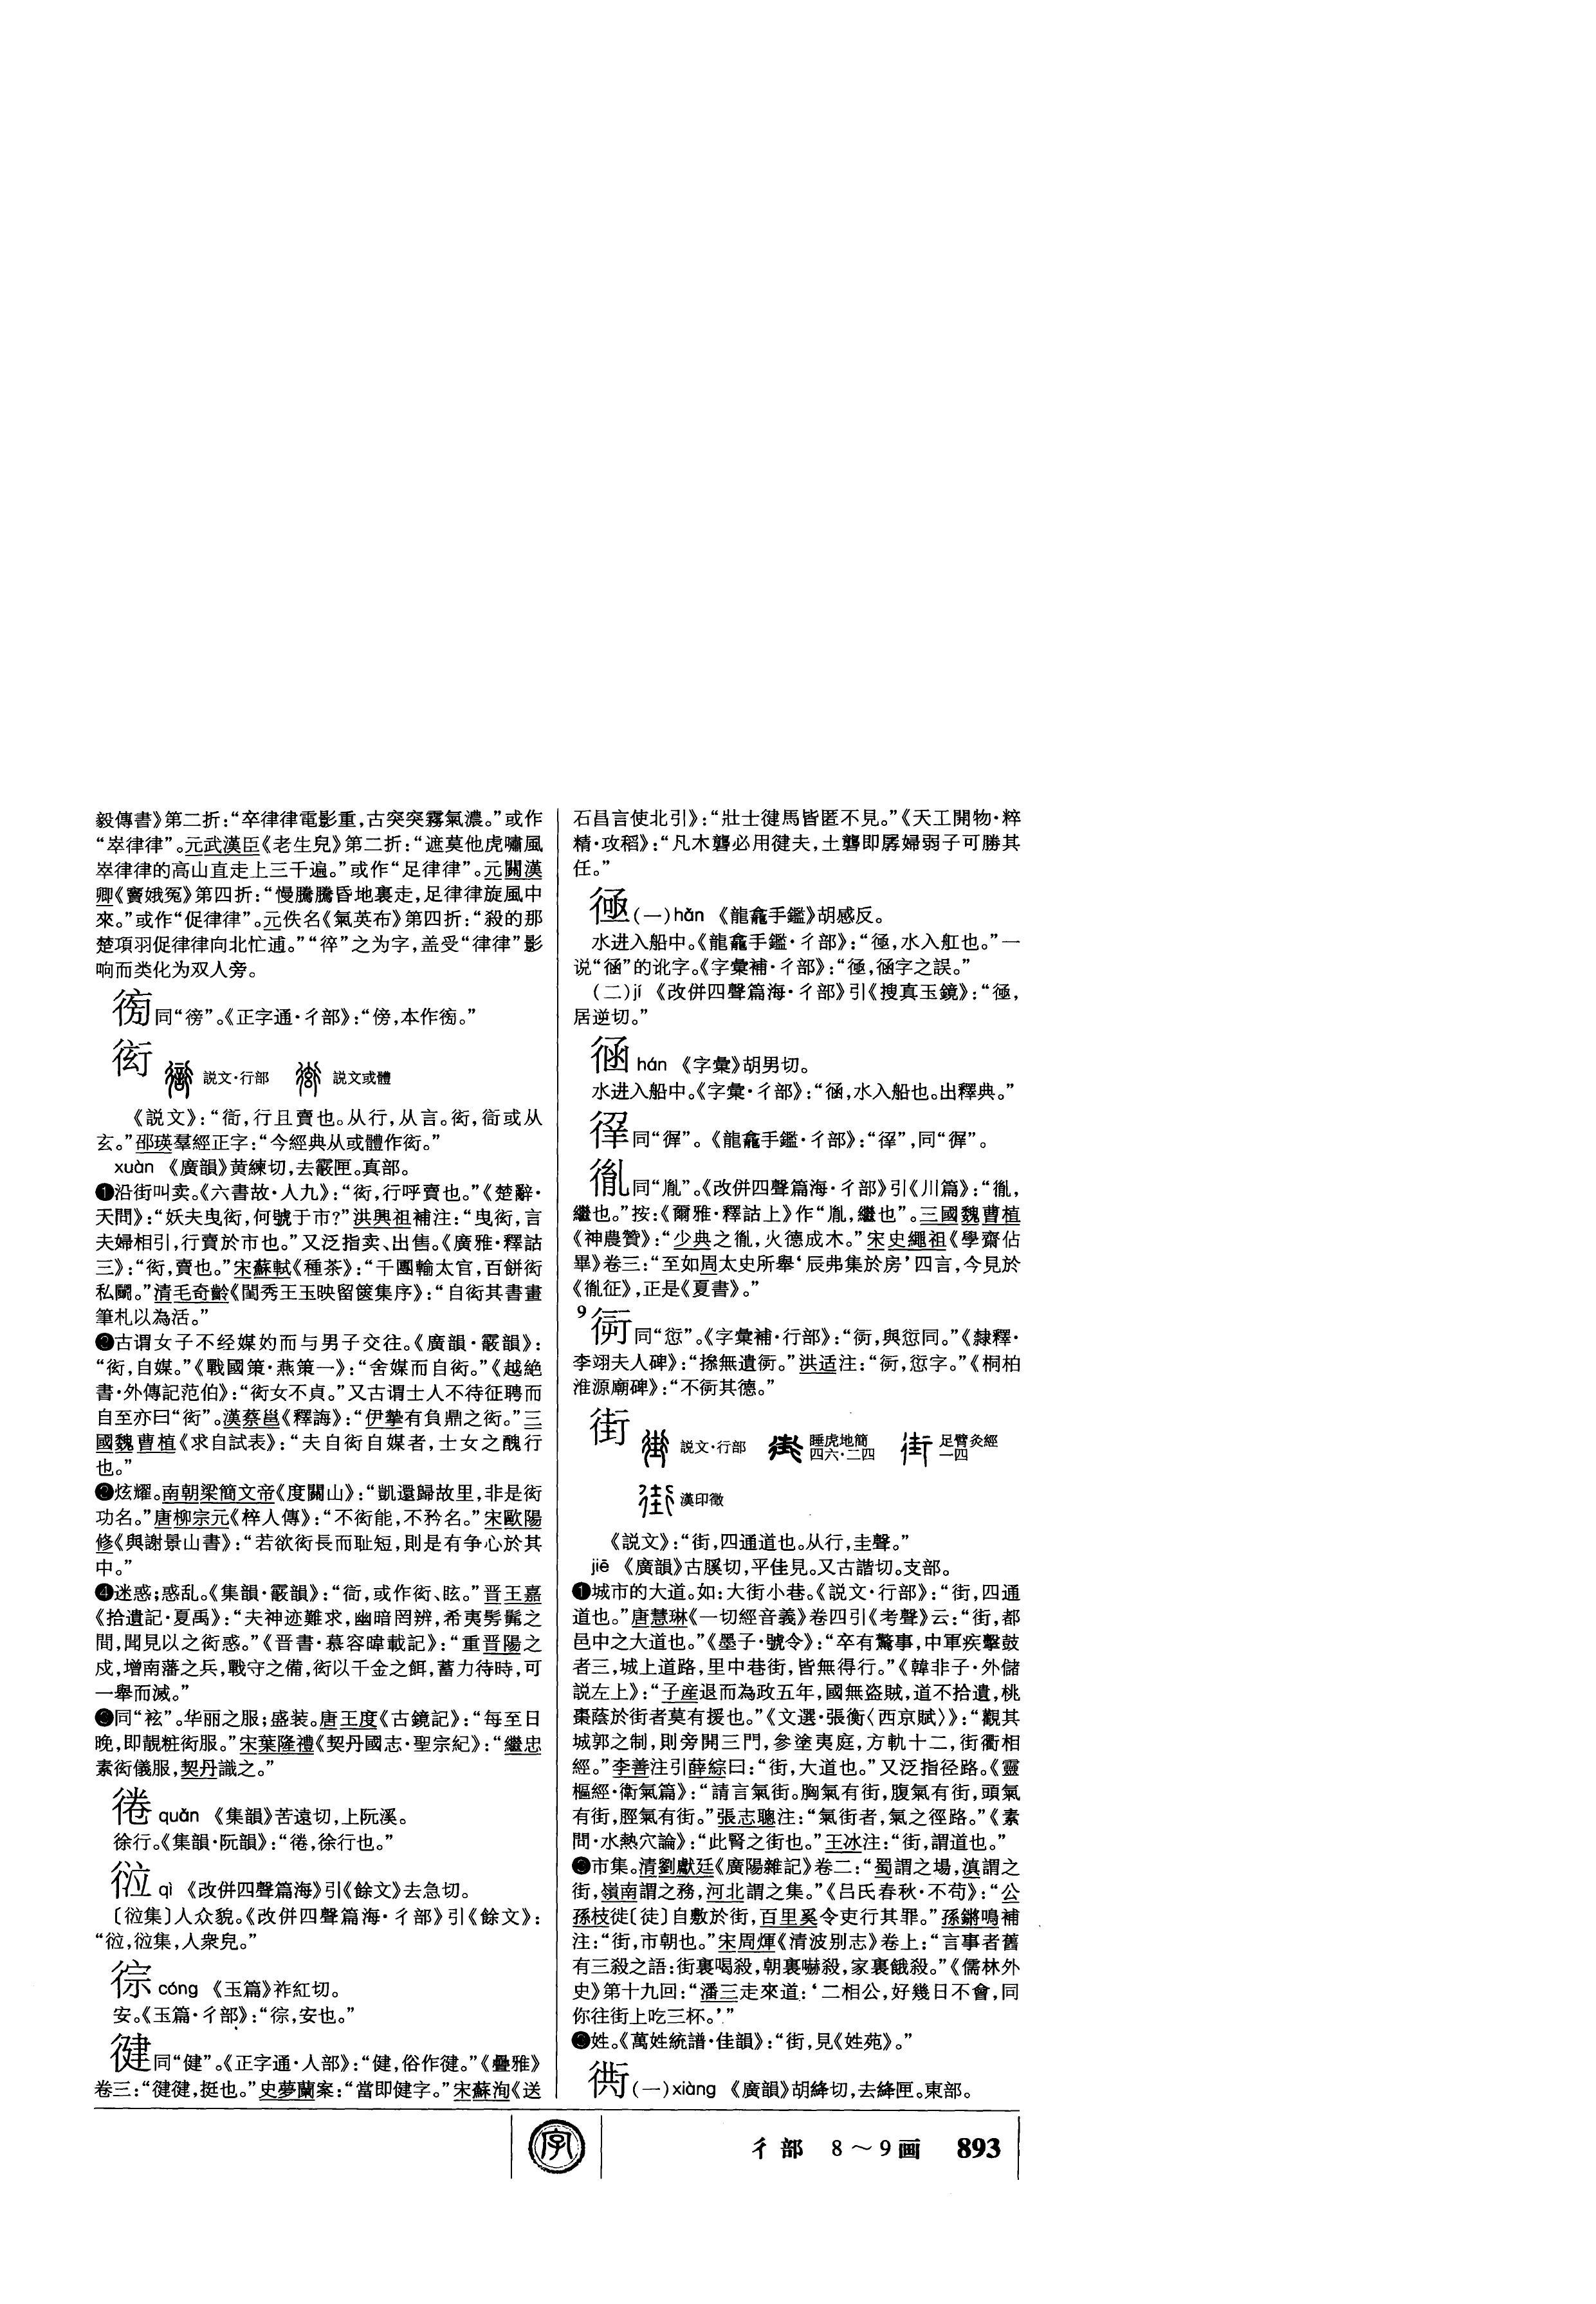 毅傳書》第二折：“卒律律電影重，古突突霧氣濃。”或作
“崒律律”。元武漢臣《老生兒》第二折：“遮莫他虎嘯風
崒律律的高山直走上三千遍。”或作“足律律”。元關漢
卿《竇娥冤》第四折：“慢騰騰昏地裏走，足律律旋風中
來。”或作“促律律”。元佚名《氣英布》第四折：“殺的那
楚項羽促律律向北忙逋。”“𢔫”之为字，盖受“律律”影
响而类化为双人旁。
同“徬”。《正字通·彳部》：“傍，本作𢔏。”
衒 説文·行部 説文或體
《説文》：“衙，行且賣也。从行，从言。衒，𧗳或从
玄。”邵瑛羣經正字：“今經典从或體作衒。”
xuàn 《廣韻》黄練切，去霰匣。真部。
❶沿街叫卖。《六書故·人九》：“衒，行呼賣也。”《楚辭·
天問》：“妖夫曳衒，何號于市？”洪興祖補注：“曳衒，言
夫婦相引，行賣於市也。”又泛指卖、出售。《廣雅·釋詁
三》：“衒，賣也。”宋蘇軾《種茶》：“千團輸太官，百餅衒
私鬭。”清毛奇齡《閨秀王玉映留篋集序》：“自衒其書畫
筆札以為活。”
❷古谓女子不经媒妁而与男子交往。《廣韻·霰韻》：
“衒，自媒。”《戰國策·燕策一》：“舍媒而自衒。”《越絶
書·外傳記范伯》：“衒女不貞。”又古谓士人不待征聘而
自至亦曰“衒”。漢蔡邕《釋誨》：“伊摯有負鼎之衒。”三
國魏曹植《求自試表》：“夫自衒自媒者，士女之醜行
也。”
❸炫耀。南朝梁簡文帝《度關山》：“凱還歸故里，非是衒
功名。”唐柳宗元《梓人傳》：“不衒能，不矜名。”宋歐陽
修《與謝景山書》：“若欲衒長而耻短，則是有争心於其
中。”
❹迷惑；惑乱。《集韻·霰韻》：“𧗳，或作衒、眩。”晋王嘉
《拾遺記·夏禹》：“夫神迹難求，幽暗罔辨，希夷髣髴之
間，聞見以之衒惑。”《晋書·慕容暐載記》：“重晋陽之
戍，增南藩之兵，戰守之備，衒以千金之餌，蓄力待時，可
一舉而滅。”
❺同“袨”。华丽之服；盛装。唐王度《古鏡記》：“每至日
晚，即靚粧衒服。”宋葉隆禮《契丹國志·聖宗紀》：“繼忠
素衒儀服，契丹識之。”
㢧 quǎn 《集韻》苦遠切，上阮溪。
徐行。《集韻·阮韻》：“，徐行也。”
qì 《改併四聲篇海》引《餘文》去急切。
〔集〕人众貌。《改併四聲篇海·彳部》引《餘文》：
“，集，人衆皃。”
徖 cóng 《玉篇》祚紅切。
安。《玉篇·彳部》：“徖，安也。”
徤同“健”。《正字通·人部》：“健，俗作徤。”《疊雅》
卷三：“徤徤，挺也。”史夢蘭案：“當即健字。”宋蘇洵《送
石昌言使北引》：“壯士徤馬皆匿不見。”《天工開物·粹
精·攻稻》：“凡木礱必用徤夫，土礱即孱婦弱子可勝其
任。”
(一)hǎn 《龍龕手鑑》胡感反。
水进入船中。《龍龕手鑑·彳部》：“，水入舡也。”一
说“”的讹字。《字彙補·彳部》：“，字之誤。”
(二)jí 《改併四聲篇海·彳部》引《搜真玉鏡》：“，
居逆切。”
hán 《字彙》胡男切。
水进入船中。《字彙·彳部》：“，水入船也。出釋典。”
同“徲”。《龍龕手鑑·彳部》：“”，同“徲”。
同“胤”。《改併四聲篇海·彳部》引《川篇》：“，
繼也。”按：《爾雅·釋詁上》作“胤，繼也”。三國魏曹植
《神農贊》：“少典之，火德成木。”宋史繩祖《學齋佔
畢》卷三：“至如周太史所舉‘辰弗集於房’四言，今見於
《征》，正是《夏書》。”
9 同“愆”。《字彙補·行部》：“，與愆同。”《隸釋·
李翊夫人碑》：“㨛無遺。”洪适注：“，愆字。”《桐柏
淮源廟碑》：“不其德。”
街 説文·行部 睡虎地簡四六·二四 足臂灸經一四
漢印徵
《説文》：“街，四通道也。从行，圭聲。”
jiē 《廣韻》古膎切，平佳見。又古諧切。支部。
❶城市的大道。如：大街小巷。《説文·行部》：“街，四通
道也。”唐慧琳《一切經音義》卷四引《考聲》云：“街，都
邑中之大道也。”《墨子·號令》：“卒有驚事，中軍疾擊鼓
者三，城上道路，里中巷街，皆無得行。”《韓非子·外儲
説左上》：“子産退而為政五年，國無盗賊，道不拾遺，桃
棗蔭於街者莫有援也。”《文選·張衡〈西京賦〉》：“觀其
城郭之制，則旁開三門，參塗夷庭，方軌十二，街衢相
經。”李善注引薛綜曰：“街，大道也。”又泛指径路。《靈
樞經·衛氣篇》：“請言氣街。胸氣有街，腹氣有街，頭氣
有街，脛氣有街。”張志聰注：“氣街者，氣之徑路。”《素
問·水熱穴論》：“此腎之街也。”王冰注：“街，謂道也。”
❷市集。清劉獻廷《廣陽雜記》卷二：“蜀謂之場，滇謂之
街，嶺南謂之務，河北謂之集。”《吕氏春秋·不苟》：“公
孫枝徙〔徒〕自敷於街，百里奚令吏行其罪。”孫鏘鳴補
注：“街，市朝也。”宋周煇《清波别志》卷上：“言事者舊
有三殺之語：街裏喝殺，朝裏嚇殺，家裏餓殺。”《儒林外
史》第十九回：“潘三走來道：‘二相公，好幾日不會，同
你往街上吃三杯。’”
❸姓。《萬姓統譜·佳韻》：“街，見《姓苑》。”
(一)xiàng 《廣韻》胡絳切，去絳匣。東部。
字
彳部 8～9画 893